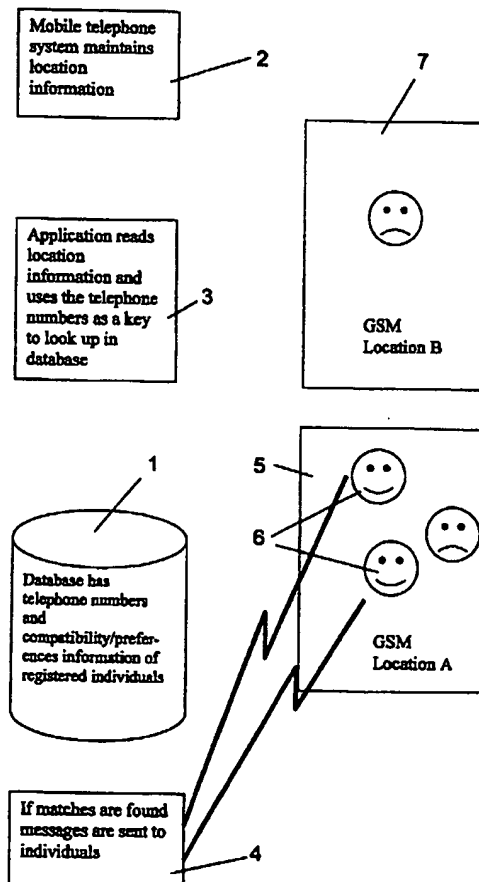 Mobile telephone
system maintains
location
information
2
7
Application reads
location
information and
uses the telephone
numbers as a key
to look up in
database
3
GSM
Location B
1
5
6
Database has
telephone numbers
and
compatibility/prefer-
ences information of
registered individuals
GSM
Location A
If matches are found
messages are sent to
individuals
4